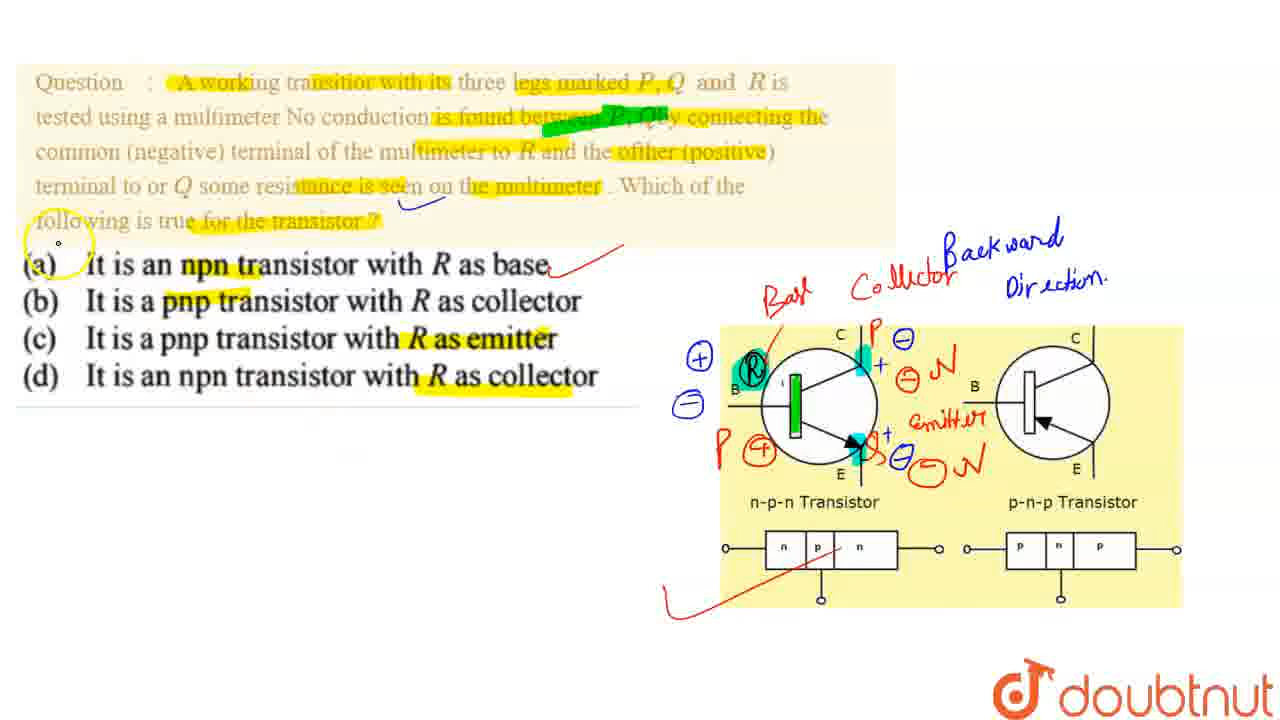 Question : A working transitior with its three legs marked P, Q and R is
tested using a multimeter No conduction is found between P, Q by connecting the
common (negative) terminal of the multimeter to R and the ofther (positive)
terminal to or Q some resistance is seen on the multimeter . Which of the
following is true for the transistor ?
(a) It is an npn transistor with R as base
(b) It is a pnp transistor with R as collector
(c) It is a pnp transistor with R as emitter
(d) It is an npn transistor with R as collector
Backward
Direction.
Base
Collector
C
P
R
B
+
N
P
Emitter
Q
+
N
E
n-p-n Transistor
n p n
C
B
E
p-n-p Transistor
p n p
doubtnut